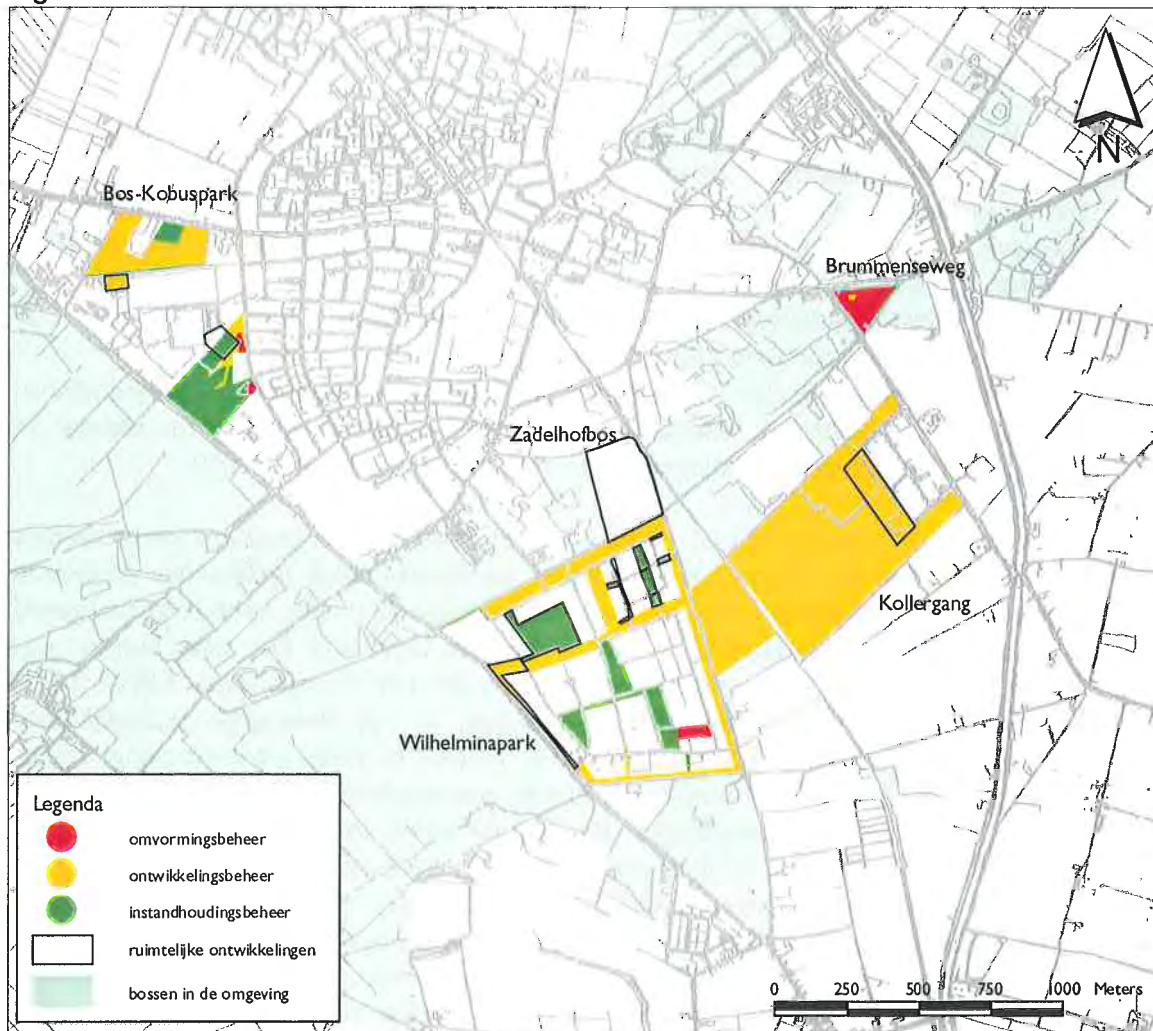 N
Bos-Kobuspark
Brummenseweg
Zadelhofbos
Kollergang
Wilhelminapark
Legenda
omvormingsbeheer
ontwikkelingsbeheer
instandhoudingsbeheer
ruimtelijke ontwikkelingen
bossen in de omgeving
0 250 500 750 1000 Meters